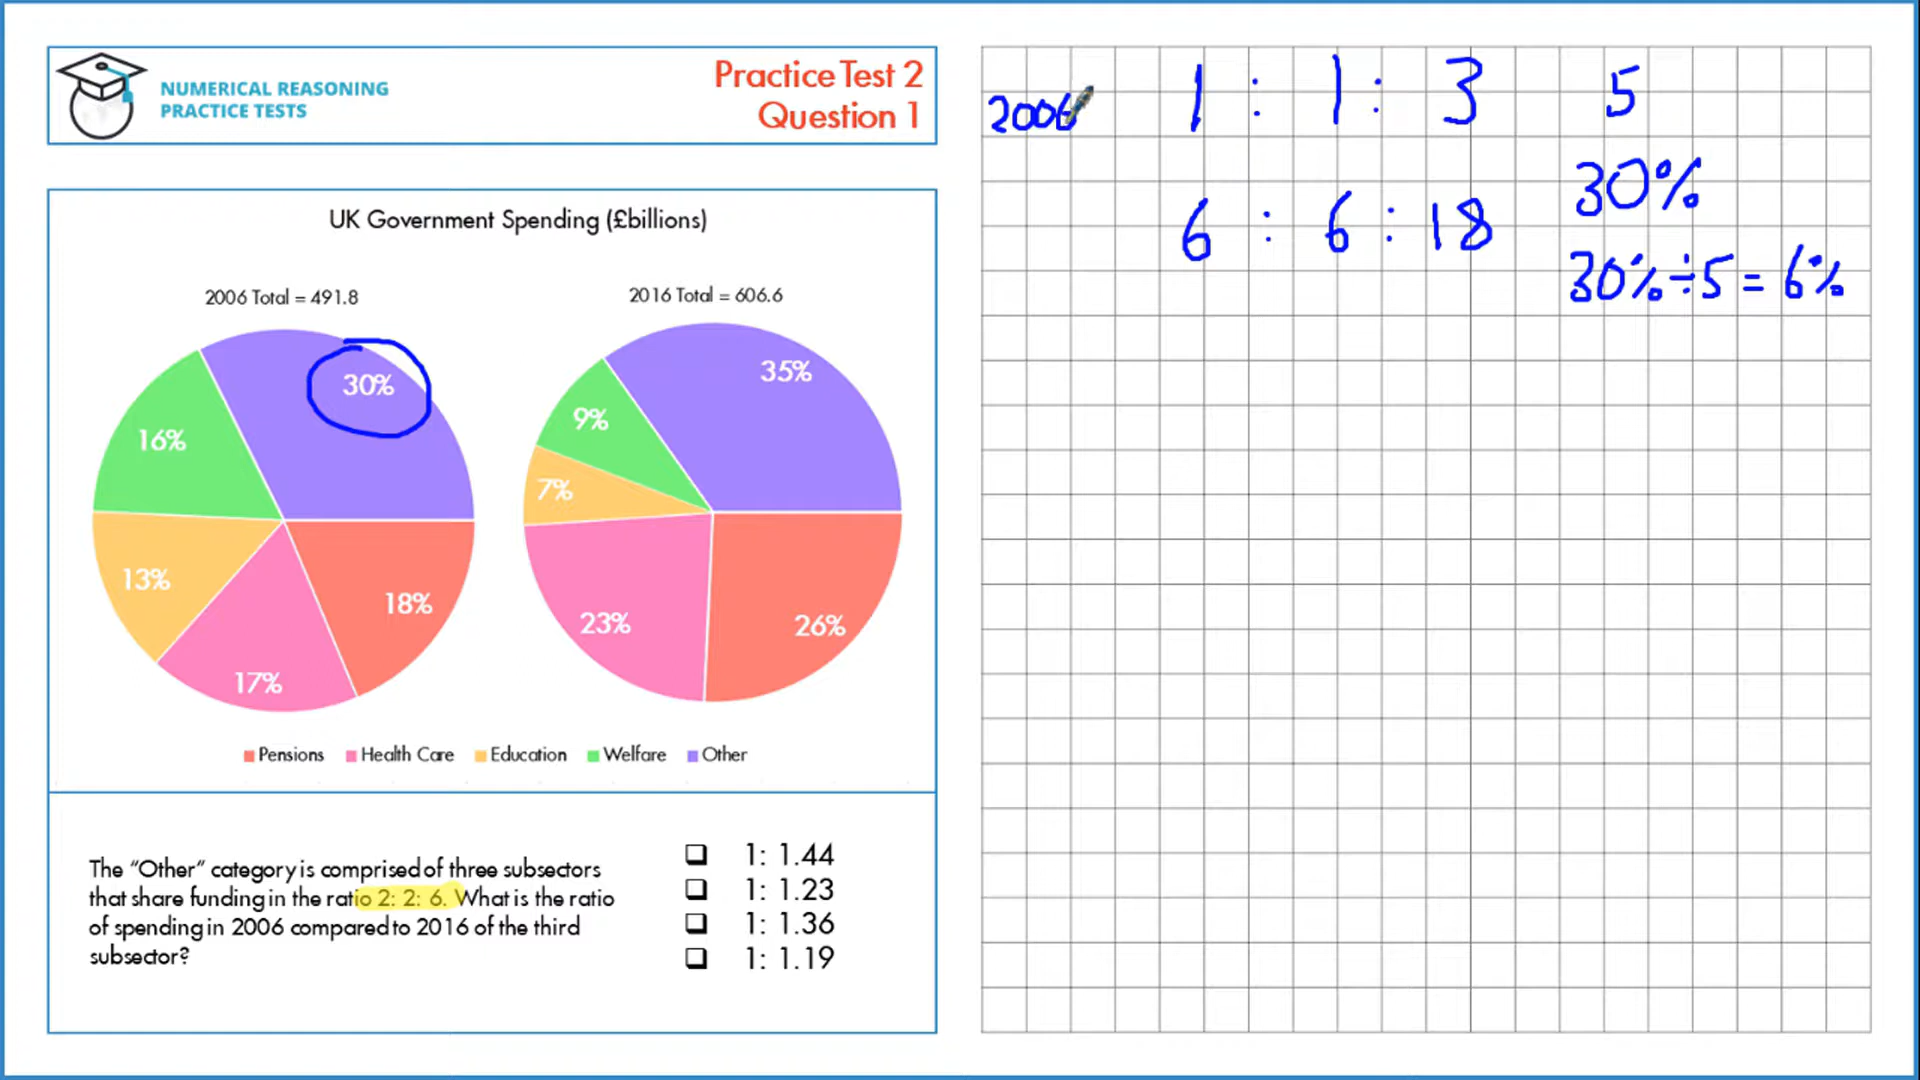 NUMERICAL REASONING
PRACTICE TESTS
Practice Test 2
Question 1
UK Government Spending (£billions)
2006 Total = 491.8
2016 Total = 606.6
30%
16%
13%
17%
18%
35%
9%
7%
23%
26%
Pensions Health Care Education Welfare Other
The "Other" category is comprised of three subsectors
that share funding in the ratio 2: 2: 6. What is the ratio
of spending in 2006 compared to 2016 of the third
subsector?
1: 1.44
1: 1.23
1: 1.36
1: 1.19
2006 1 : 1 : 3 5
30%
6 : 6 : 18
30% ÷ 5 = 6%